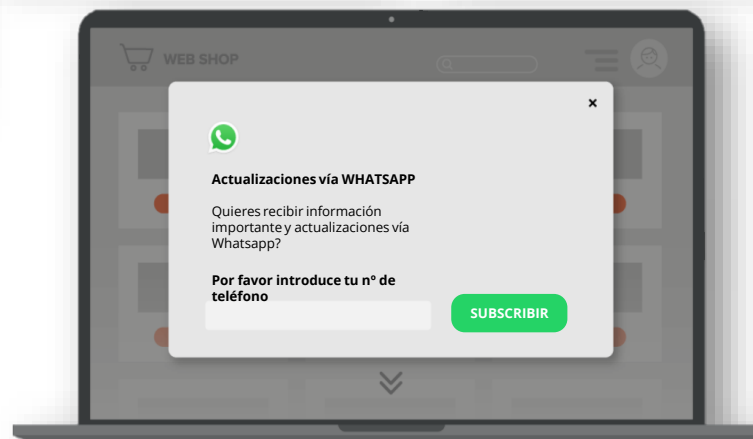 WEB SHOP
×
Actualizaciones vía WHATSAPP
Quieres recibir información
importante y actualizaciones vía
Whatsapp?
Por favor introduce tu nº de
teléfono
SUBSCRIBIR